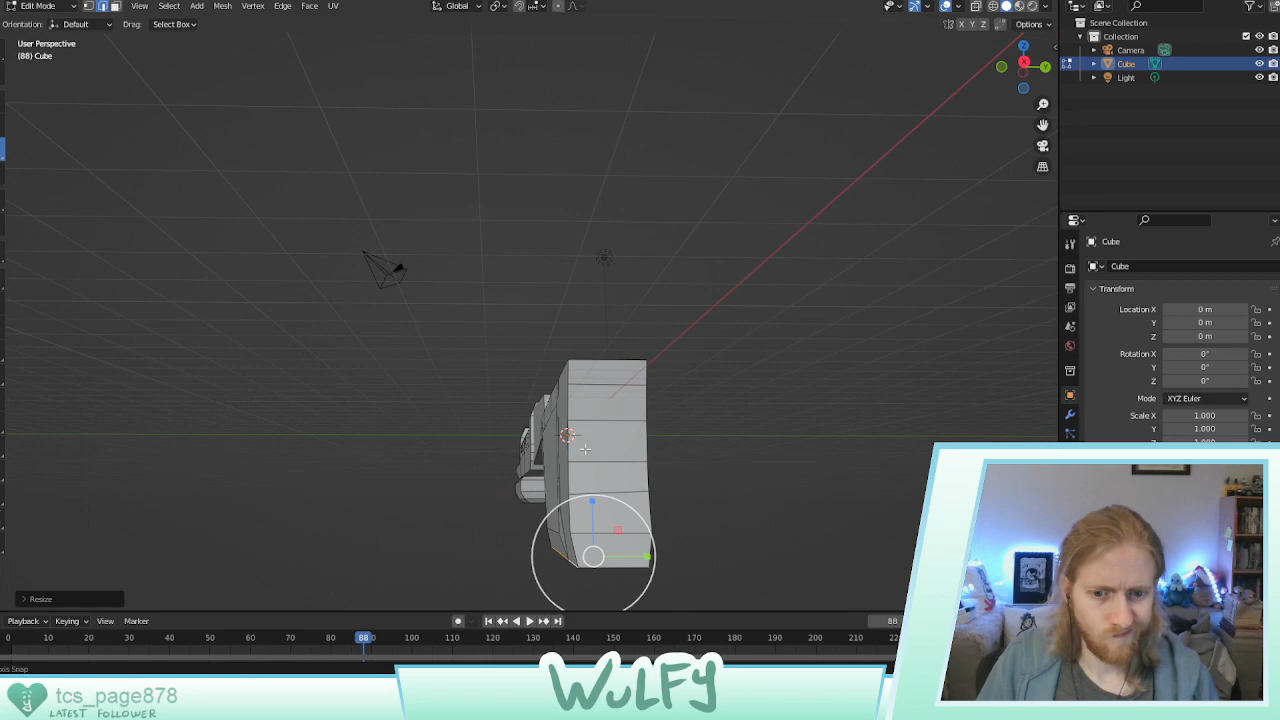 Edit Mode View Select Add Mesh Vertex Edge Face UV Global Scene Collection
Orientation: Default Drag: Select Box X Y Z Options Collection
User Perspective Camera
(88) Cube Cube
Light
Z
X
Y
Cube
Cube
Transform
Location X 0 m
Y 0 m
Z 0 m
Rotation X 0°
Y 0°
Z 0°
Mode XYZ Euler
Scale X 1.000
Y 1.000
Resize
Playback Keying View Marker 88
0 10 20 30 40 50 60 70 80 88 100 110 120 130 140 150 160 170 180 190 200 210
axis Snap
WULFY
tcs_page878
LATEST FOLLOWER